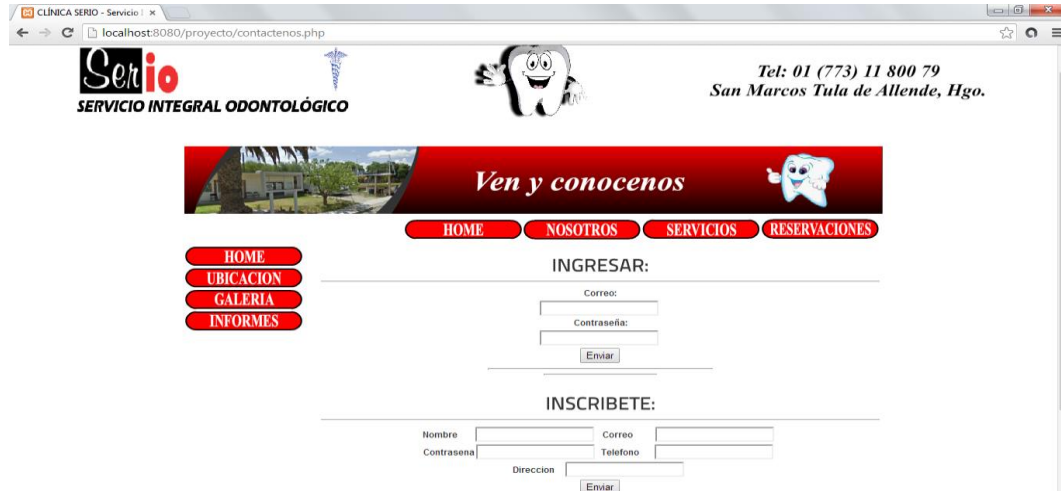 CLÍNICA SERIO - Servicio
localhost:8080/proyecto/contactenos.php
Serio
SERVICIO INTEGRAL ODONTOLÓGICO
Tel: 01 (773) 11 800 79
San Marcos Tula de Allende, Hgo.
Ven y conocenos
HOME NOSOTROS SERVICIOS RESERVACIONES
HOME
UBICACION
GALERIA
INFORMES
INGRESAR:
Correo:
Contraseña:
Enviar
INSCRIBETE:
Nombre Correo
Contrasena Telefono
Direccion
Enviar